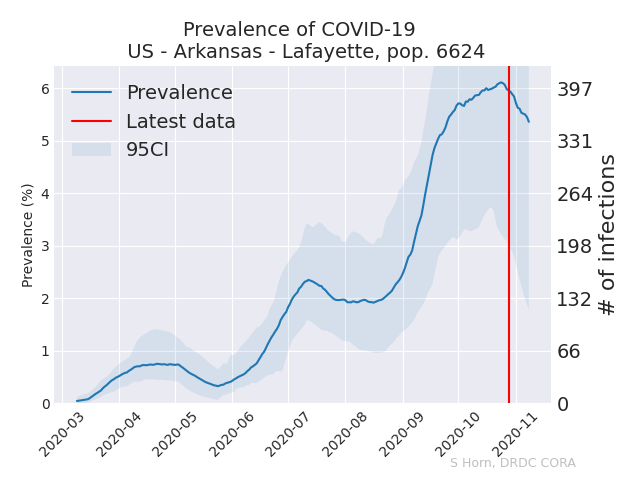 Prevalence of COVID-19
US - Arkansas - Lafayette, pop. 6624
Prevalence
Latest data
95CI
Prevalence (%)
6
5
4
3
2
1
0
397
331
264
198
132
66
0
# of infections
2020-03
2020-04
2020-05
2020-06
2020-07
2020-08
2020-09
2020-10
2020-11
S Horn, DRDC CORA